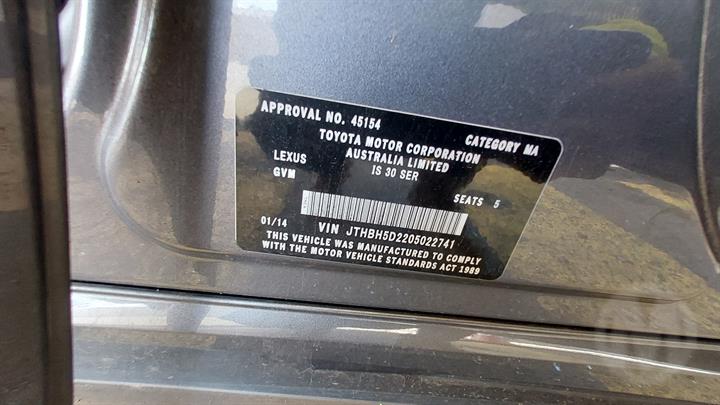 APPROVAL NO. 45154 CATEGORY MA
TOYOTA MOTOR CORPORATION
AUSTRALIA LIMITED
LEXUS IS 30 SER
GVM
SEATS 5
01/14
VIN JTHBH5D2205022741
THIS VEHICLE WAS MANUFACTURED TO COMPLY
WITH THE MOTOR VEHICLE STANDARDS ACT 1989